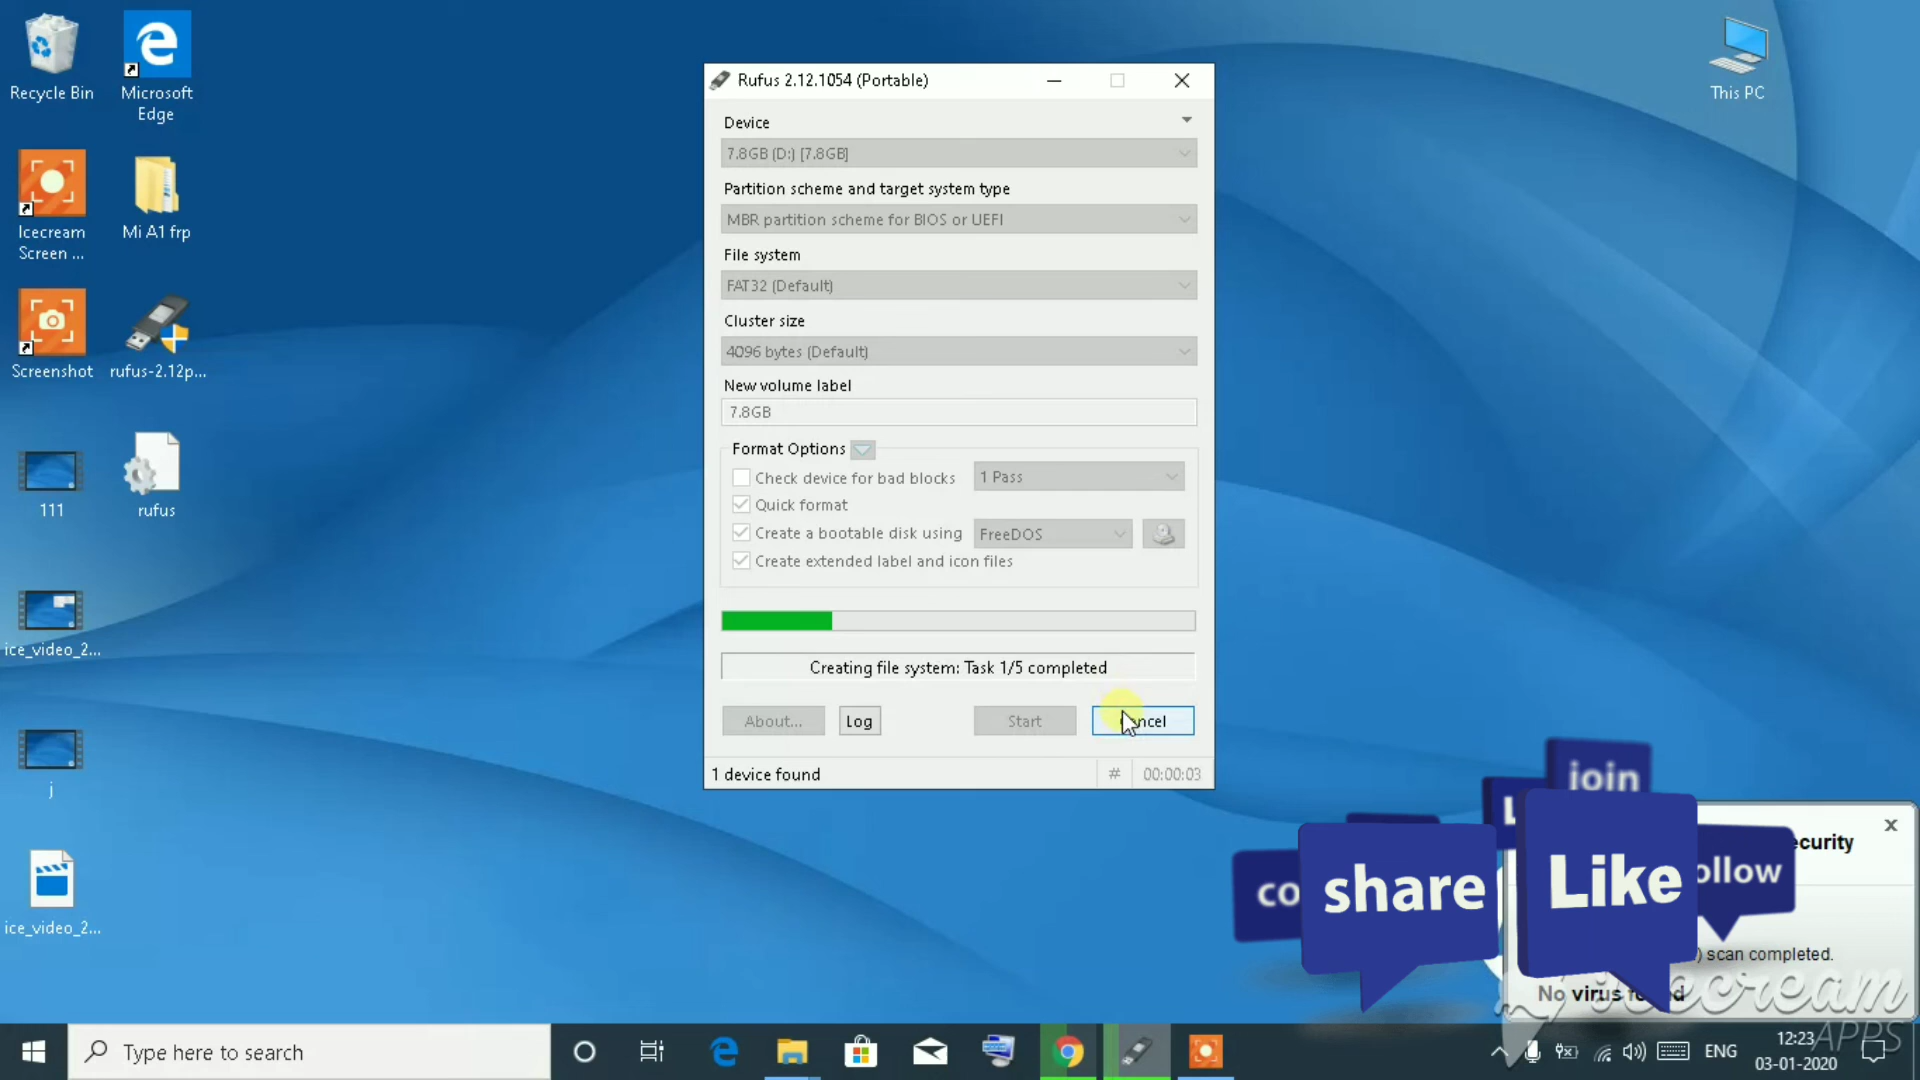 Recycle Bin
Microsoft
Edge
Icecream
Screen ...
Mi A1 frp
Screenshot
rufus-2.12p...
111
rufus
ice_video_2...
j
ice_video_2...
This PC
Rufus 2.12.1054 (Portable)
Device
7.8GB (D:) [7.8GB]
Partition scheme and target system type
MBR partition scheme for BIOS or UEFI
File system
FAT32 (Default)
Cluster size
4096 bytes (Default)
New volume label
7.8GB
Format Options
Check device for bad blocks
1 Pass
Quick format
Create a bootable disk using
FreeDOS
Create extended label and icon files
Creating file system: Task 1/5 completed
About...
Log
Start
1 device found
#
00:00:03
join
share
Like
scan completed.
No virus
icecream
APPS
Type here to search
ENG
12:23
03-01-2020